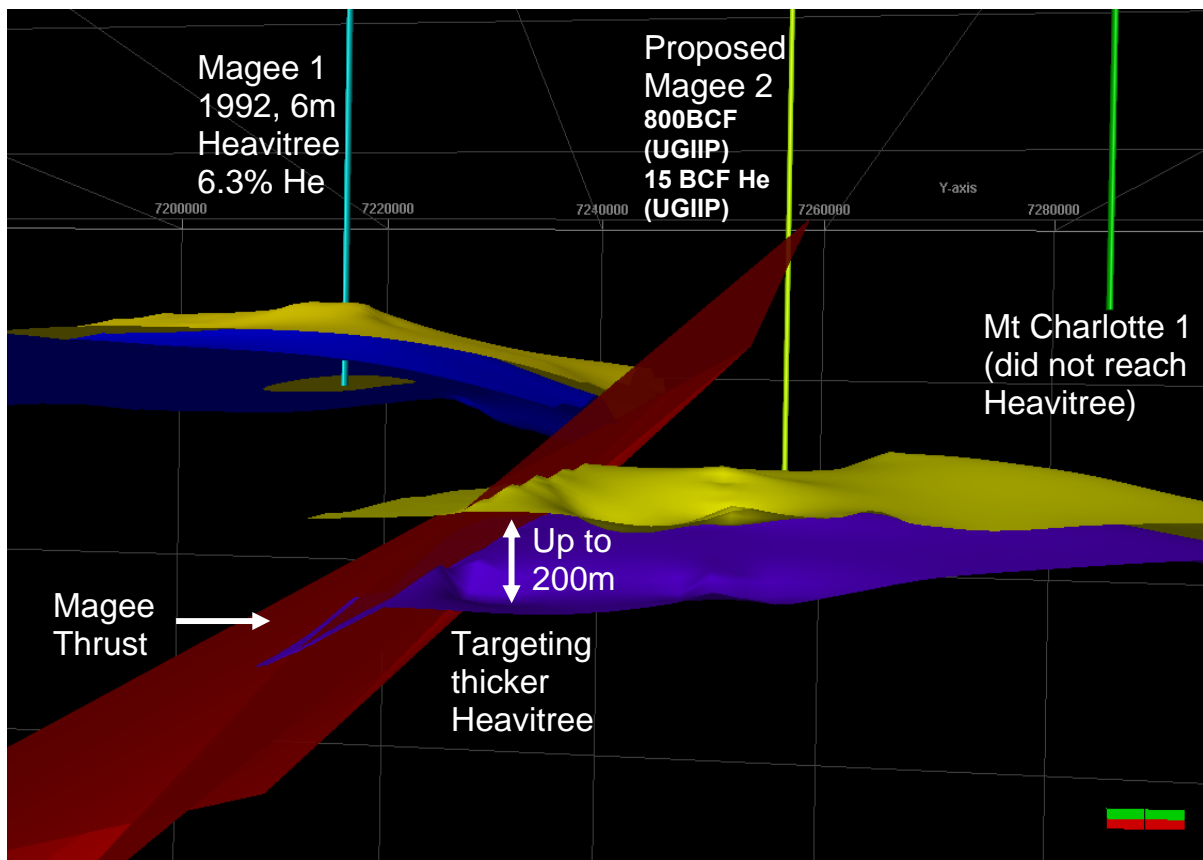 Magee 1
1992, 6m
Heavitree
6.3% He
Proposed
Magee 2
800BCF
(UGIIP)
15 BCF He
(UGIIP)
Y-axis
7200000
7220000
7240000
7260000
7280000
Mt Charlotte 1
(did not reach
Heavitree)
Up to
200m
Magee
Thrust
Targeting
thicker
Heavitree